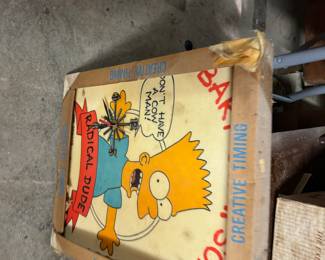 CREATIVE TIMING
BART
DON'T HAVE
A COW
MAN!
RADICAL DUDE